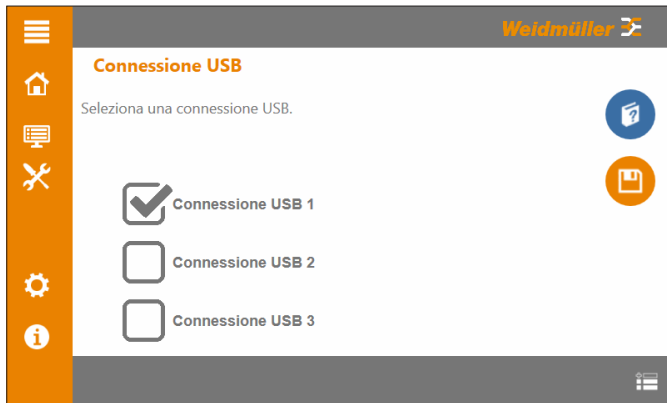 Weidmüller
Connessione USB
Seleziona una connessione USB.
Connessione USB 1
Connessione USB 2
Connessione USB 3